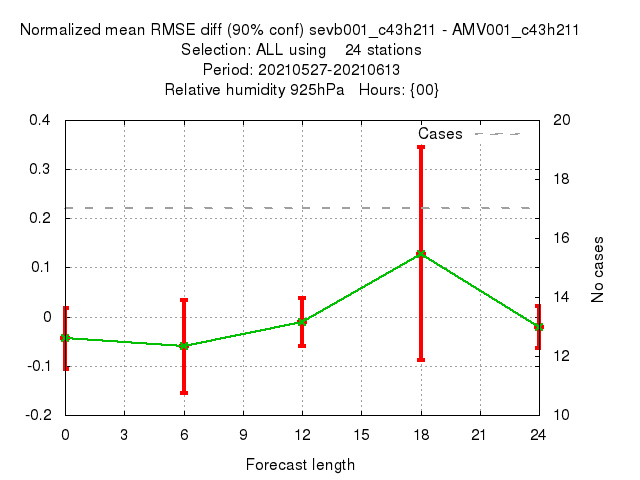 Normalized mean RMSE diff (90% conf) sevb001_c43h211 - AMV001_c43h211
Selection: ALL using    24 stations
Period: 20210527-20210613
Relative humidity 925hPa   Hours: {00}
Cases
0.4
0.3
0.2
0.1
0
-0.1
-0.2
20
18
16
14
12
10
No cases
0 3 6 9 12 15 18 21 24
Forecast length